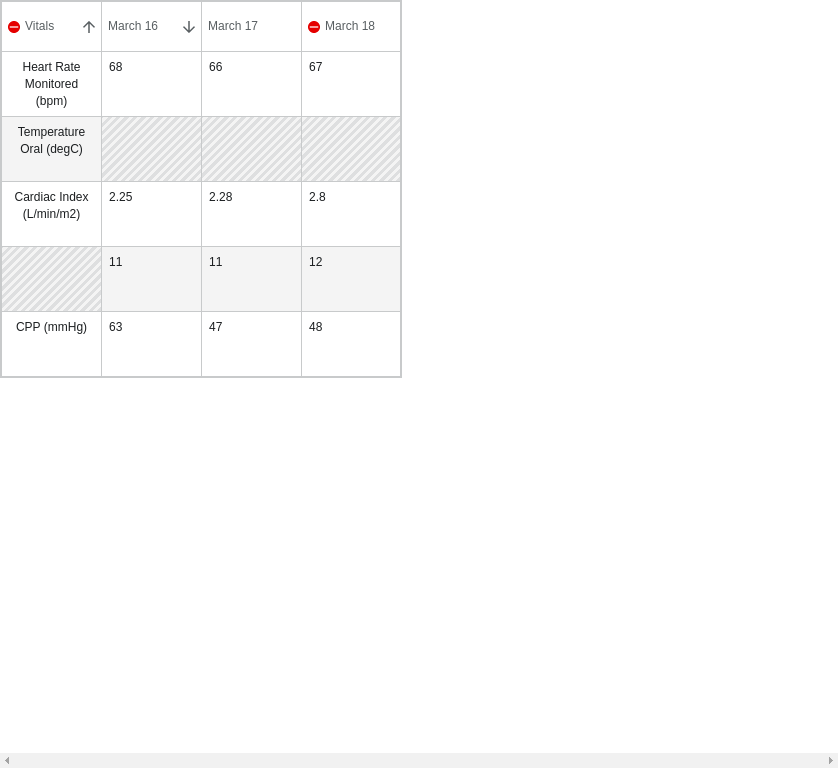 Vitals March 16 March 17 March 18
Heart Rate Monitored (bpm) 68 66 67
Temperature Oral (degC)
Cardiac Index (L/min/m2) 2.25 2.28 2.8
11 11 12
CPP (mmHg) 63 47 48